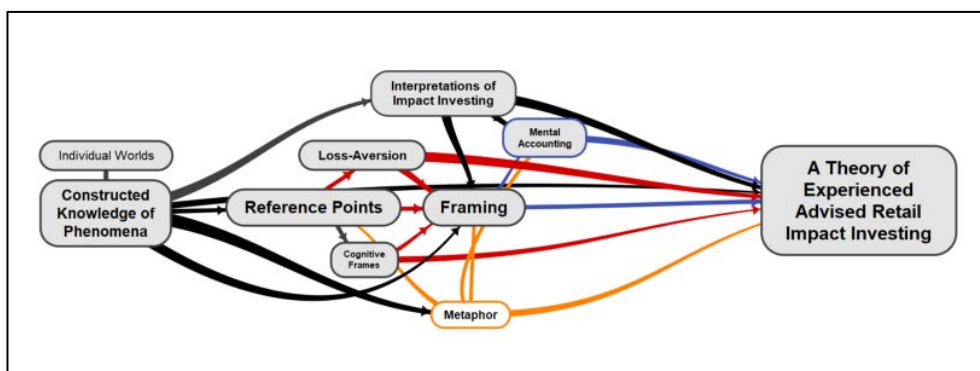 Interpretations of
Impact Investing
Mental
Accounting
Individual Worlds
Loss-Aversion
Constructed
Knowledge of
Phenomena
Reference Points
Framing
Cognitive
Frames
Metaphor
A Theory of
Experienced
Advised Retail
Impact Investing